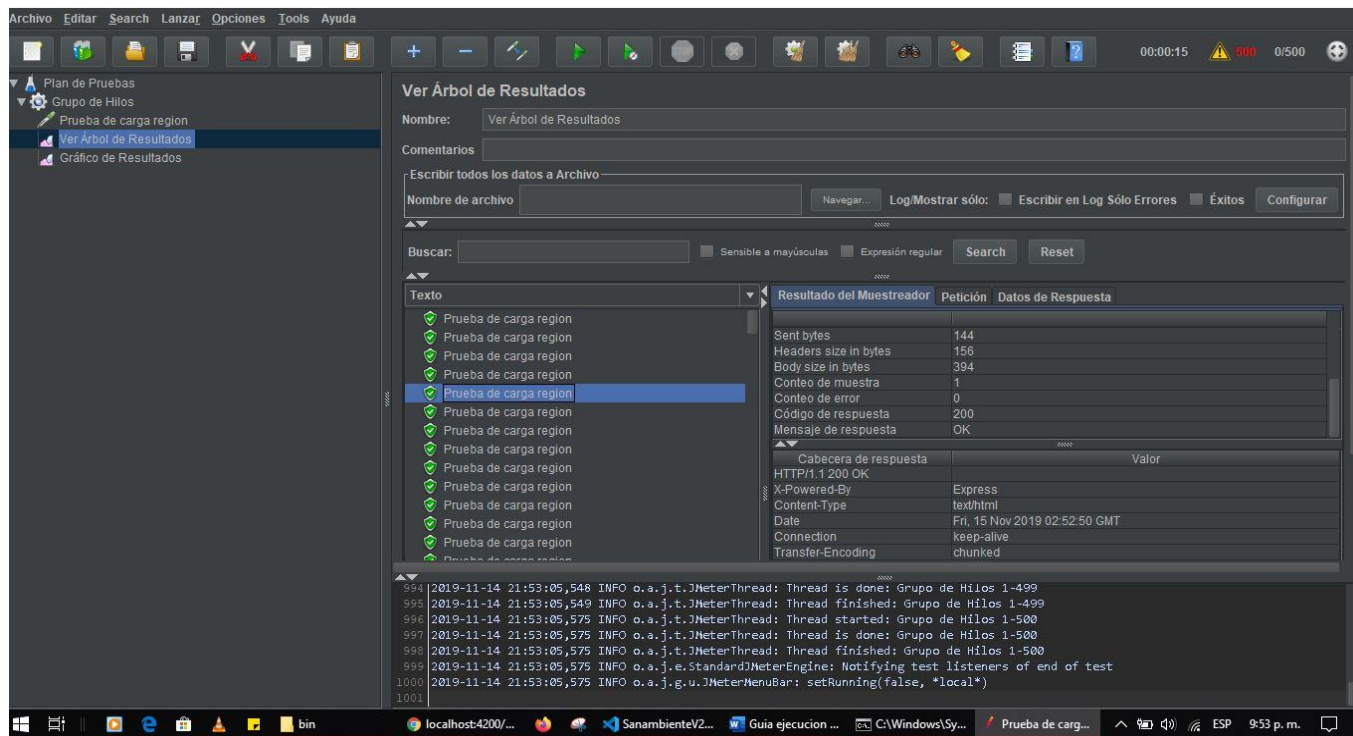 Archivo Editar Search Lanzar Opciones Tools Ayuda
00:00:15 500 0/500
Plan de Pruebas
Grupo de Hilos
Prueba de carga region
Ver Árbol de Resultados
Gráfico de Resultados
Ver Árbol de Resultados
Nombre: Ver Árbol de Resultados
Comentarios
Escribir todos los datos a Archivo
Nombre de archivo Navegar... Log/Mostrar sólo: Escribir en Log Sólo Errores Éxitos Configurar
Buscar: Sensible a mayúsculas Expresión regular Search Reset
Texto
Prueba de carga region
Prueba de carga region
Prueba de carga region
Prueba de carga region
Prueba de carga region
Prueba de carga region
Prueba de carga region
Prueba de carga region
Prueba de carga region
Prueba de carga region
Prueba de carga region
Prueba de carga region
Prueba de carga region
Prueba de carga region
Resultado del Muestreador Petición Datos de Respuesta
Sent bytes 144
Headers size in bytes 156
Body size in bytes 394
Conteo de muestra 1
Conteo de error 0
Código de respuesta 200
Mensaje de respuesta OK
Cabecera de respuesta Valor
HTTP/1.1 200 OK
X-Powered-By Express
Content-Type text/html
Date Fri, 15 Nov 2019 02:52:50 GMT
Connection keep-alive
Transfer-Encoding chunked
994 2019-11-14 21:53:05,548 INFO o.a.j.t.JMeterThread: Thread is done: Grupo de Hilos 1-499
995 2019-11-14 21:53:05,549 INFO o.a.j.t.JMeterThread: Thread finished: Grupo de Hilos 1-499
996 2019-11-14 21:53:05,575 INFO o.a.j.t.JMeterThread: Thread started: Grupo de Hilos 1-500
997 2019-11-14 21:53:05,575 INFO o.a.j.t.JMeterThread: Thread is done: Grupo de Hilos 1-500
998 2019-11-14 21:53:05,575 INFO o.a.j.t.JMeterThread: Thread finished: Grupo de Hilos 1-500
999 2019-11-14 21:53:05,575 INFO o.a.j.e.StandardJMeterEngine: Notifying test listeners of end of test
1000 2019-11-14 21:53:05,575 INFO o.a.j.g.u.JMeterMenuBar: setRunning(false, *local*)
1001
bin localhost:4200/... SanambienteV2... Guia ejecucion ... C:\Windows\Sy... Prueba de carg... ESP 9:53 p. m.